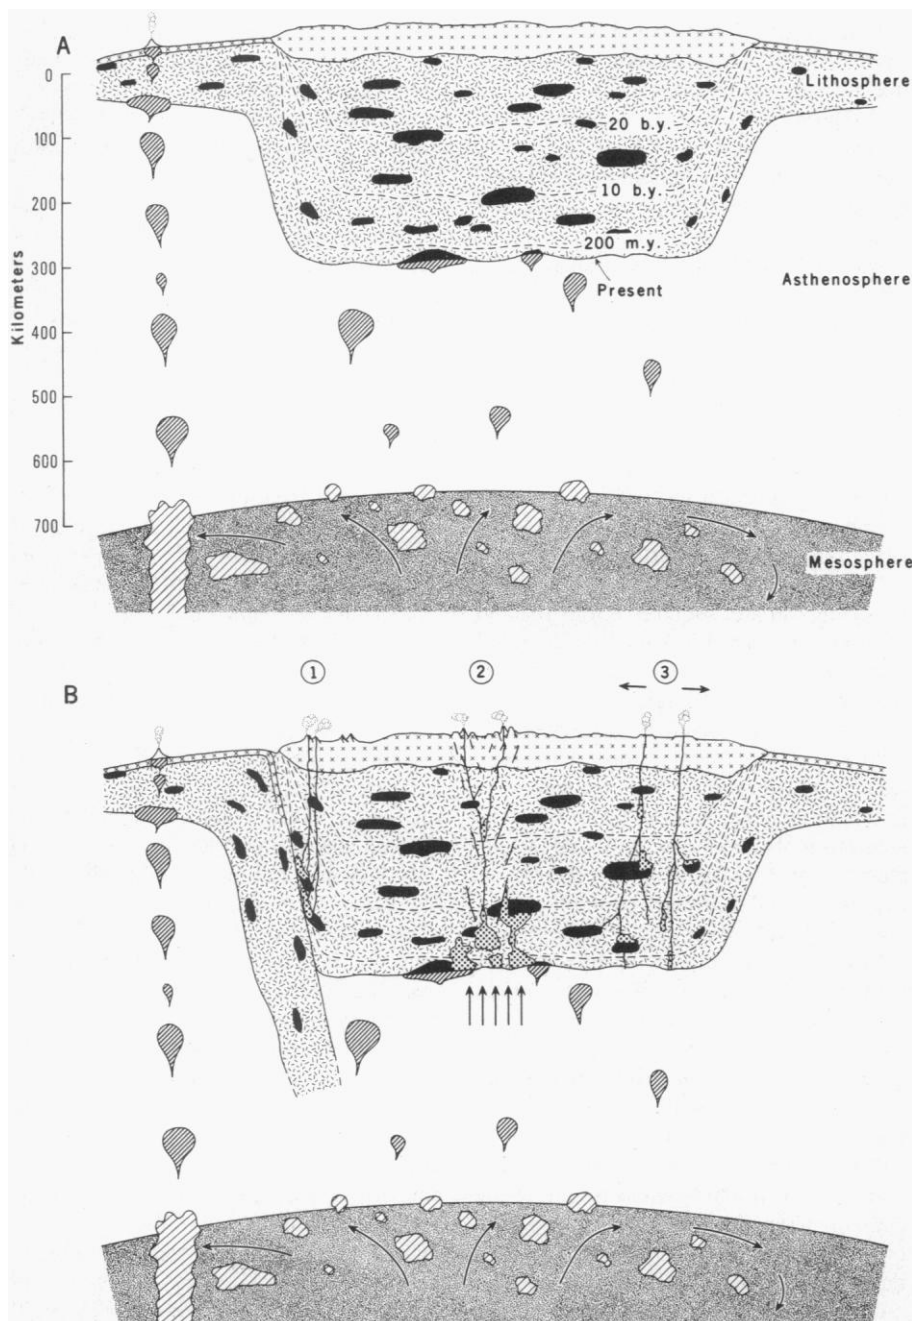 A
Kilometers
0
100
200
300
400
500
600
700
Lithosphere
20 b.y.
10 b.y.
200 m.y.
Present
Asthenosphere
Mesosphere
B
1
2
3